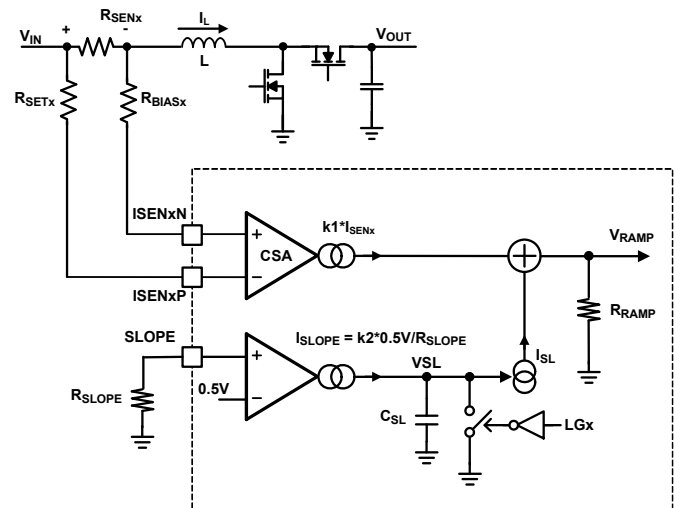 R_SENx
V_IN
+
-
I_L
L
V_OUT
R_SETx
R_BIASx
ISENxN
ISENxP
+
−
CSA
k1*I_SENx
V_RAMP
+
R_RAMP
SLOPE
R_SLOPE
0.5V
+
−
I_SLOPE = k2*0.5V/R_SLOPE
VSL
I_SL
C_SL
LGx